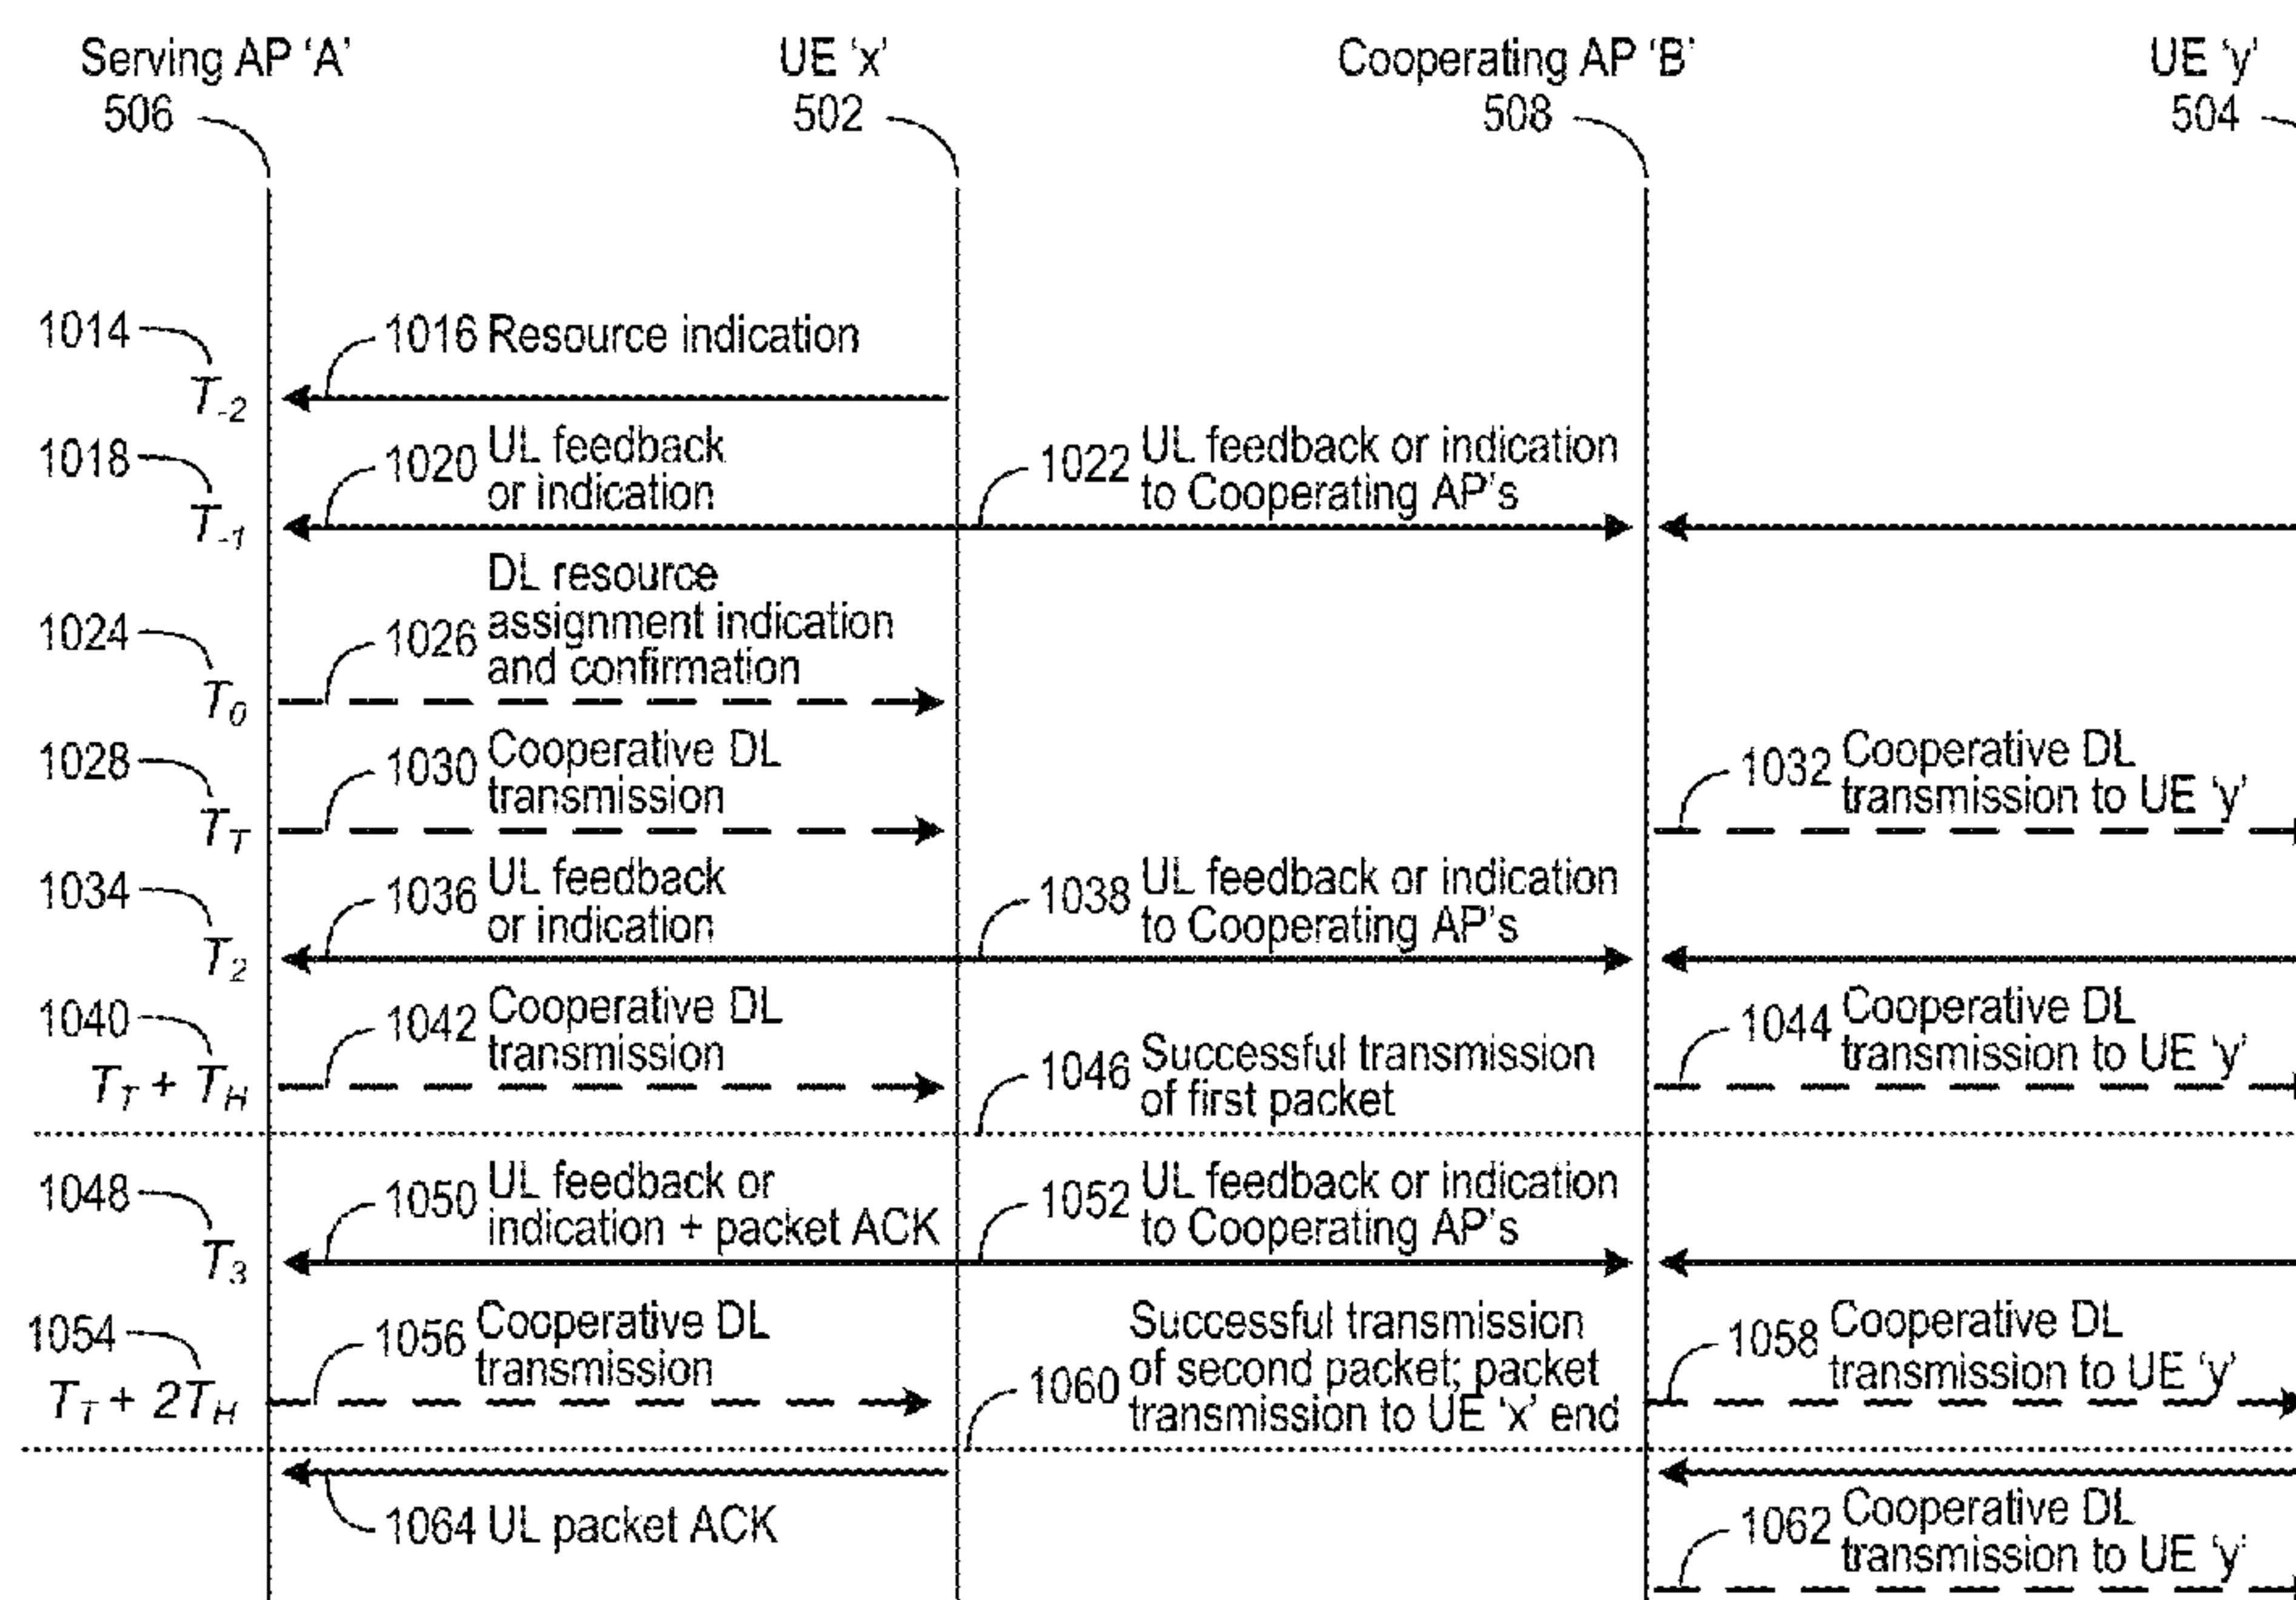 Serving AP 'A'
506
UE 'x'
502
Cooperating AP 'B'
508
UE 'y'
504
1014
T-2
1016 Resource indication
1018
T-1
1020 UL feedback
or indication
1022 UL feedback or indication
to Cooperating AP's
1024
T0
1026 DL resource
assignment indication
and confirmation
1028
TT
1030 Cooperative DL
transmission
1032 Cooperative DL
transmission to UE 'y'
1034
T2
1036 UL feedback
or indication
1038 UL feedback or indication
to Cooperating AP's
1040
TT + TH
1042 Cooperative DL
transmission
1046 Successful transmission
of first packet
1044 Cooperative DL
transmission to UE 'y'
1048
T3
1050 UL feedback or
indication + packet ACK
1052 UL feedback or indication
to Cooperating AP's
1054
TT + 2TH
1056 Cooperative DL
transmission
1060 Successful transmission
of second packet; packet
transmission to UE 'x' end
1058 Cooperative DL
transmission to UE 'y'
1064 UL packet ACK
1062 Cooperative DL
transmission to UE 'y'